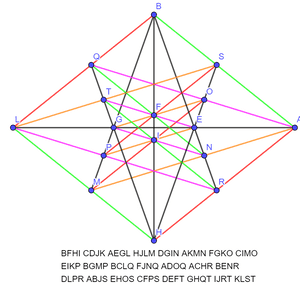 B
Q S
T O
F
L G E A
I
P N
M R
H
BFHI CDJK AEGL HJLM DGIN AKMN FGKO CIMO
EIKP BGMP BCLQ FJNQ ADOQ ACHR BENR
DLPR ABJS EHOS CFPS DEFT GHQT IJRT KLST